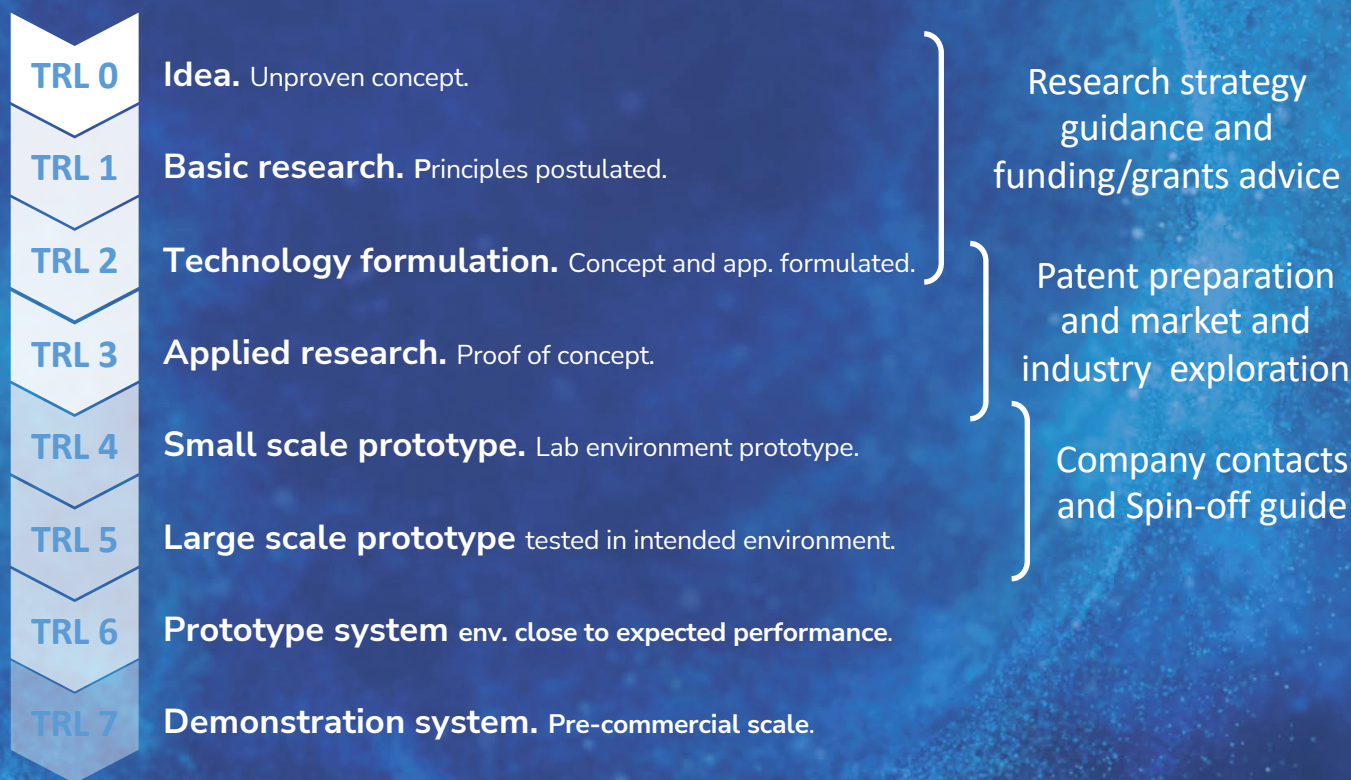 TRL 0 Idea. Unproven concept.
TRL 1 Basic research. Principles postulated.
TRL 2 Technology formulation. Concept and app. formulated.
TRL 3 Applied research. Proof of concept.
TRL 4 Small scale prototype. Lab environment prototype.
TRL 5 Large scale prototype tested in intended environment.
TRL 6 Prototype system env. close to expected performance.
TRL 7 Demonstration system. Pre-commercial scale.
Research strategy
guidance and
funding/grants advice
Patent preparation
and market and
industry exploration
Company contacts
and Spin-off guide